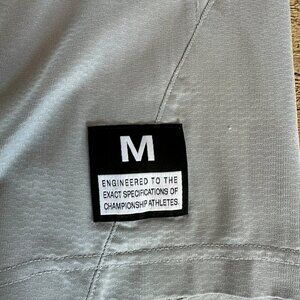 M
ENGINEERED TO THE
EXACT SPECIFICATIONS OF
CHAMPIONSHIP ATHLETES.